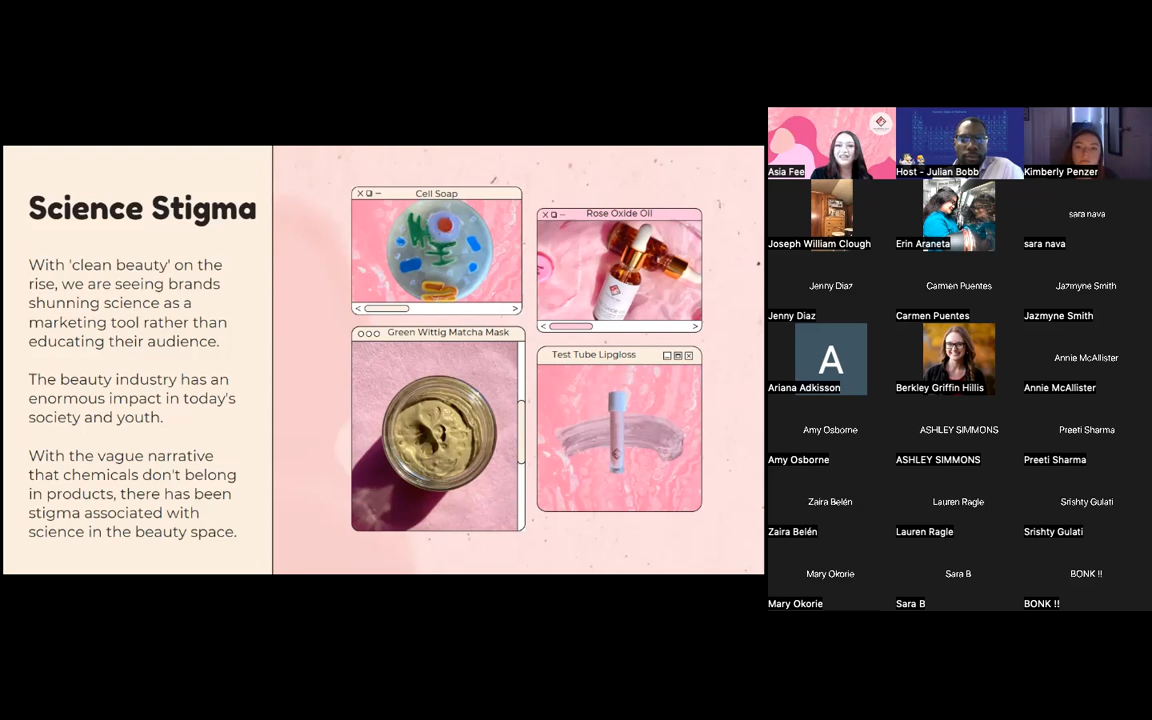 Science Stigma
With 'clean beauty' on the
rise, we are seeing brands
shunning science as a
marketing tool rather than
educating their audience.
The beauty industry has an
enormous impact in today's
society and youth.
With the vague narrative
that chemicals don't belong
in products, there has been
stigma associated with
science in the beauty space.
Cell Soap
Rose Oxide Oil
Green Wittig Matcha Mask
Test Tube Lipgloss
Asia Fee
Host - Julian Bobb
Kimberly Penzer
Joseph William Clough
Erin Araneta
sara nava
sara nava
Jenny Diaz
Jenny Diaz
Carmen Puentes
Carmen Puentes
Jazmyne Smith
Jazmyne Smith
A
Ariana Adkisson
Berkley Griffin Hillis
Annie McAllister
Annie McAllister
Amy Osborne
Amy Osborne
ASHLEY SIMMONS
ASHLEY SIMMONS
Preeti Sharma
Preeti Sharma
Zaira Belén
Zaira Belén
Lauren Ragle
Lauren Ragle
Srishty Gulati
Srishty Gulati
Mary Okorie
Mary Okorie
Sara B
Sara B
BONK !!
BONK !!